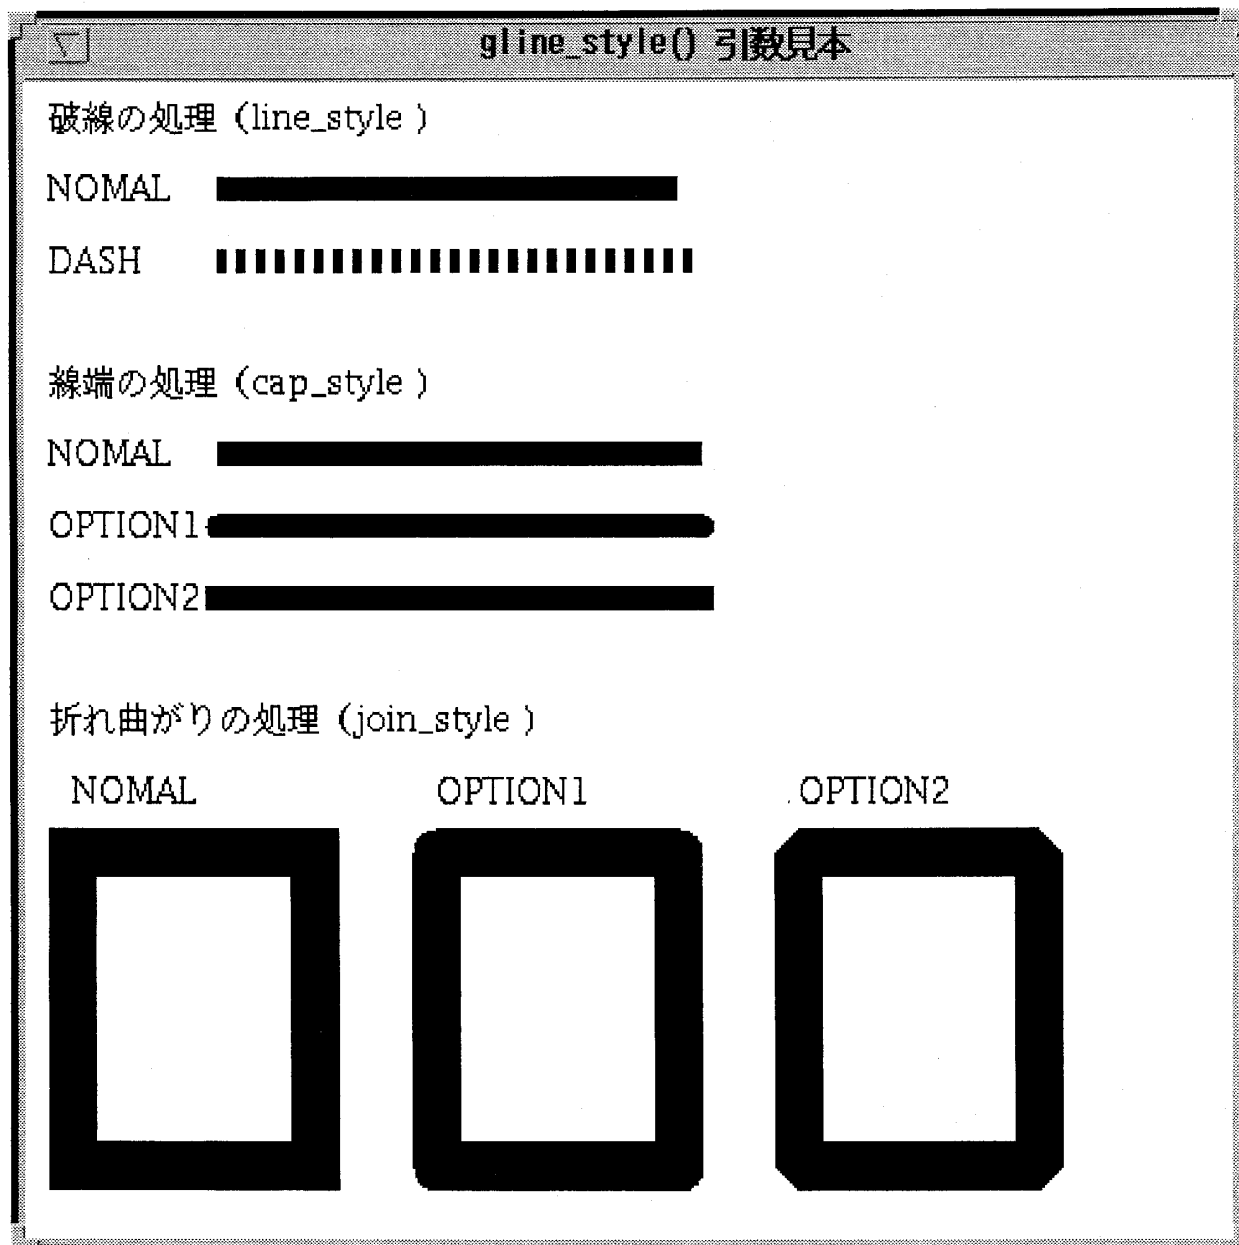 gline_style() 引数見本
破線の処理 (line_style )
NOMAL
DASH
線端の処理 (cap_style )
NOMAL
OPTION1
OPTION2
折れ曲がりの処理 (join_style )
NOMAL OPTION1 OPTION2